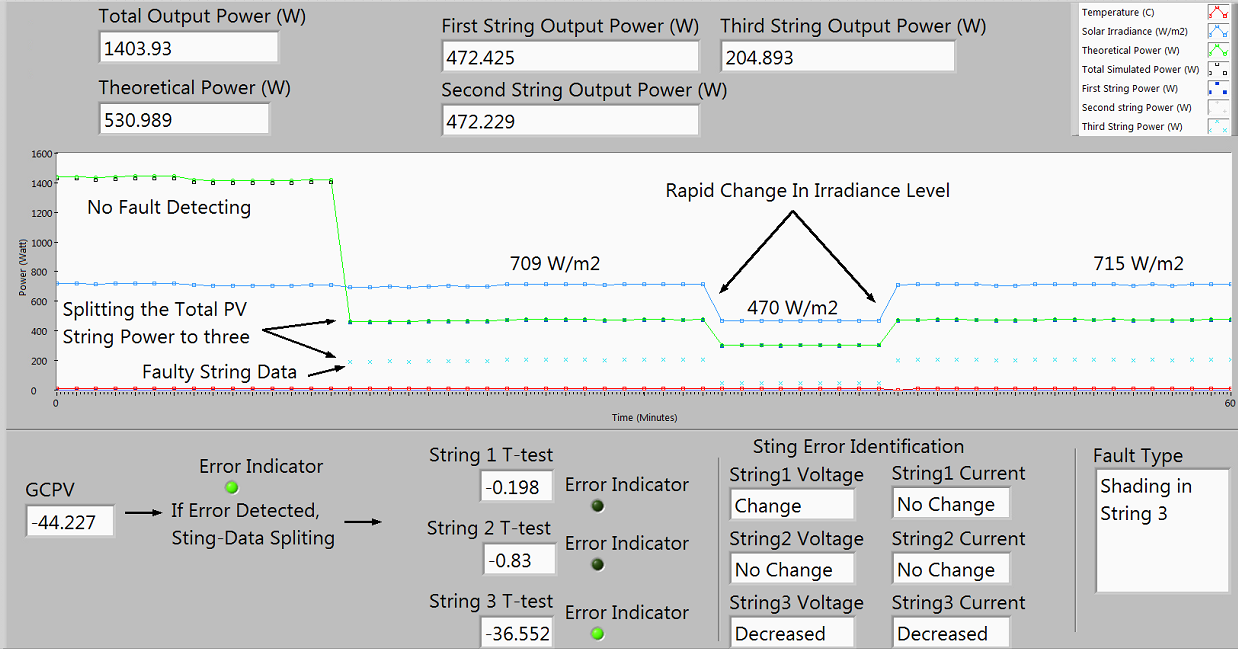 Total Output Power (W)
1403.93
Theoretical Power (W)
530.989
First String Output Power (W)
472.425
Second String Output Power (W)
472.229
Third String Output Power (W)
204.893
Temperature (C)
Solar Irradiance (W/m2)
Theoretical Power (W)
Total Simulated Power (W)
First String Power (W)
Second string Power (W)
Third String Power (W)
Power (Watt)
1600
1400
1200
1000
800
600
400
200
0
No Fault Detecting
Splitting the Total PV
String Power to three
Faulty String Data
709 W/m2
Rapid Change In Irradiance Level
470 W/m2
715 W/m2
0
60
Time (Minutes)
GCPV
-44.227
Error Indicator
If Error Detected,
Sting-Data Spliting
String 1 T-test
-0.198
Error Indicator
String 2 T-test
-0.83
Error Indicator
String 3 T-test
-36.552
Error Indicator
Sting Error Identification
String1 Voltage
Change
String1 Current
No Change
String2 Voltage
No Change
String2 Current
No Change
String3 Voltage
Decreased
String3 Current
Decreased
Fault Type
Shading in
String 3